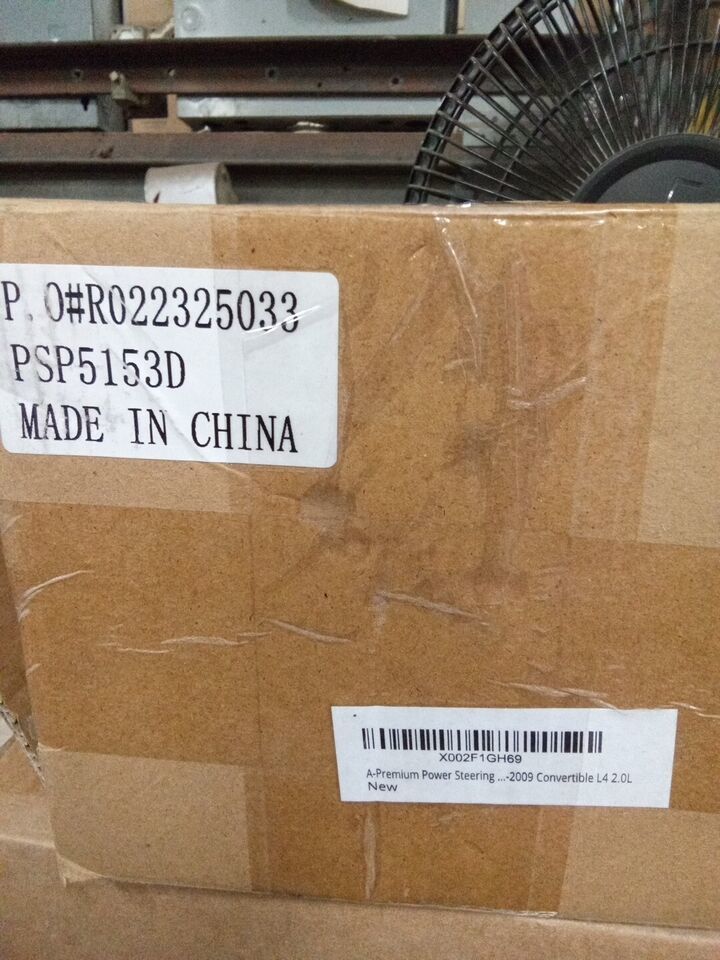 P.O#R022325033
PSP5153D
MADE IN CHINA
X002F1GH69
A-Premium Power Steering ...-2009 Convertible L4 2.0L
New